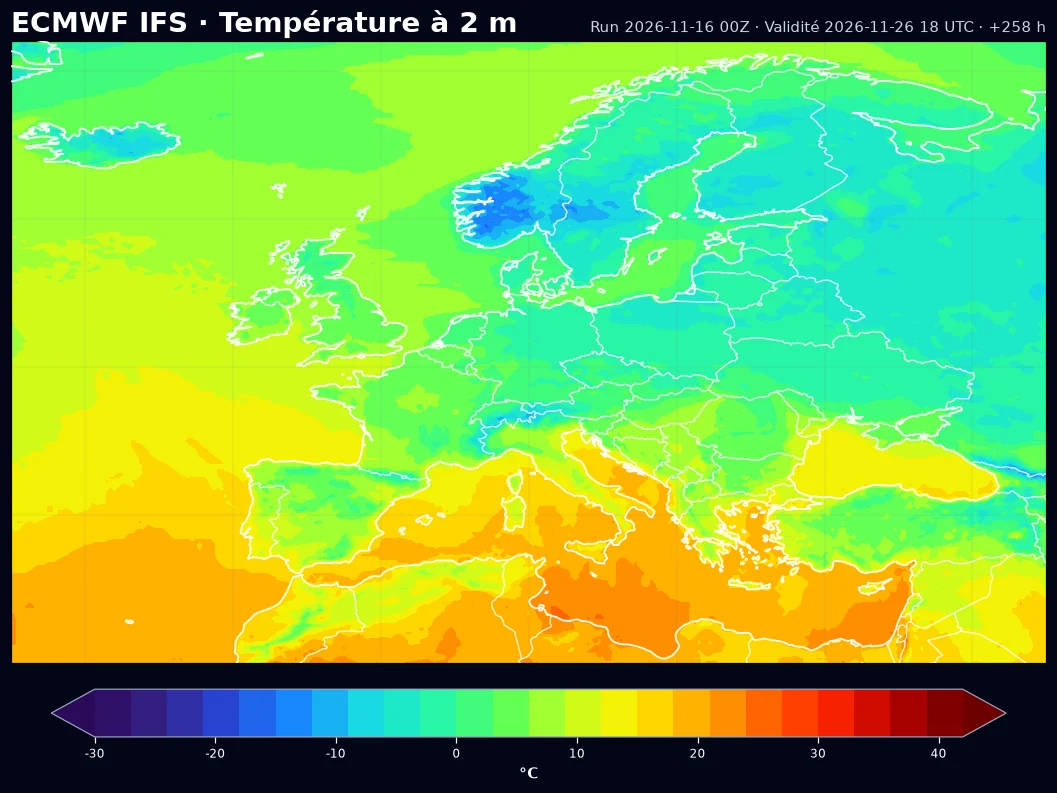 ECMWF IFS · Température à 2 m
Run 2026-11-16 00Z · Validité 2026-11-26 18 UTC · +258 h
-30 -20 -10 0 10 20 30 40
°C